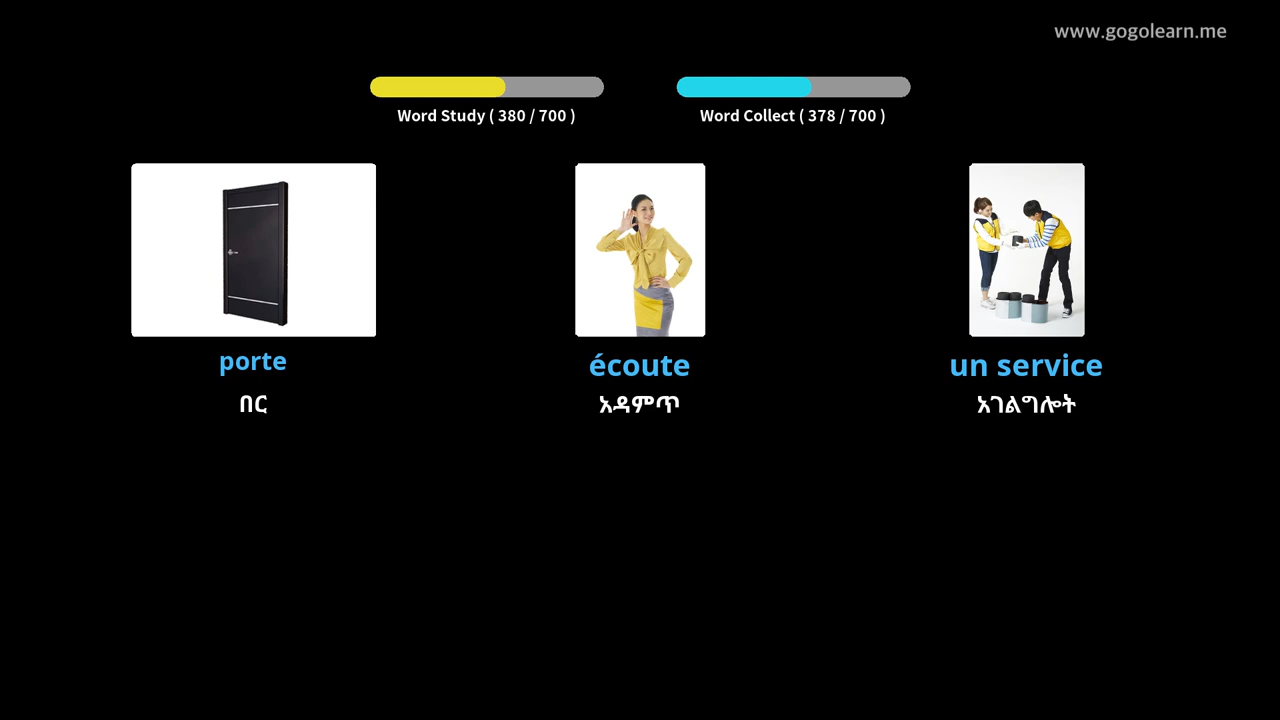 www.gogolearn.me
Word Study ( 380 / 700 )
Word Collect ( 378 / 700 )
porte
écoute
un service
በር
አዳምጥ
አገልግሎት